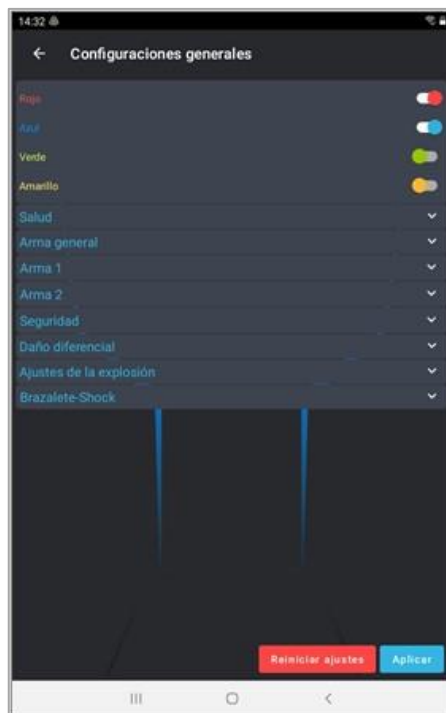 14:32
Configuraciones generales
Rojo
Azul
Verde
Amarillo
Salud
Arma general
Arma 1
Arma 2
Seguridad
Daño diferencial
Ajustes de la explosión
Brazalete-Shock
Reiniciar ajustes
Aplicar